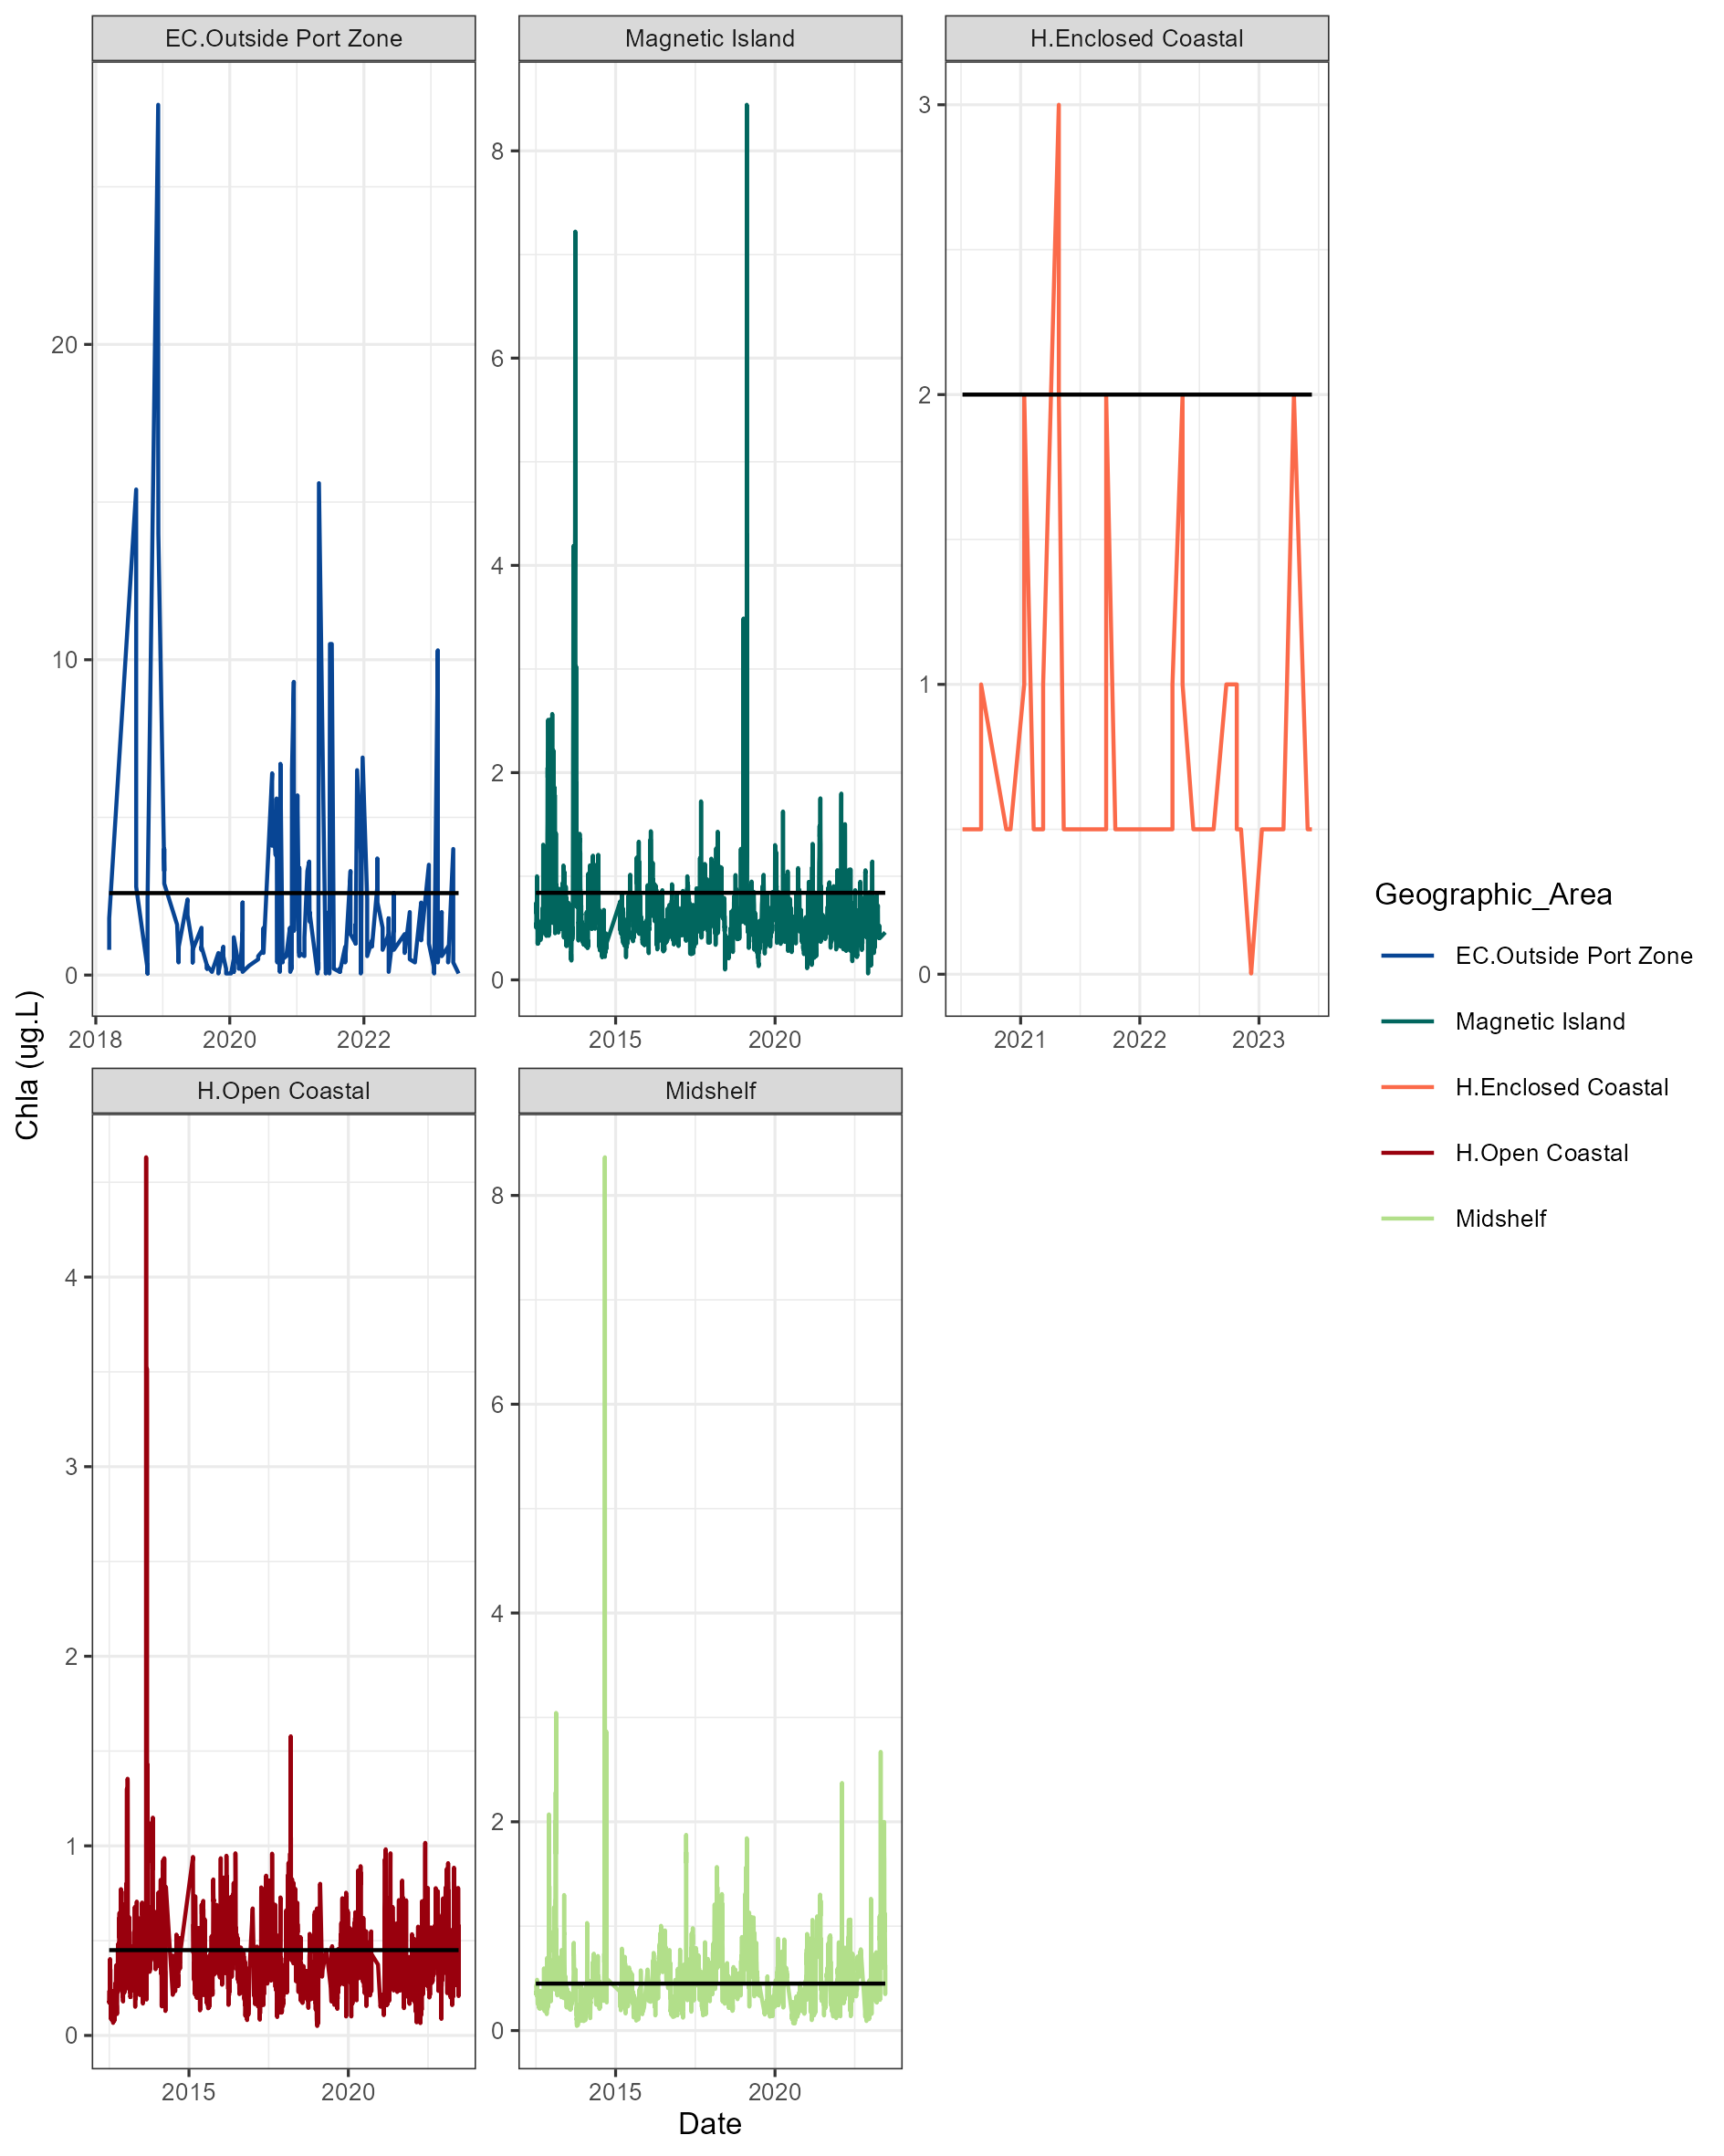 EC.Outside Port Zone
Magnetic Island
H.Enclosed Coastal
20
10
0
2018 2020 2022
8
6
4
2
0
2015 2020
3
2
1
0
2021 2022 2023
Chla (ug.L)
H.Open Coastal
Midshelf
4
3
2
1
0
2015 2020
8
6
4
2
0
2015 2020
Date
Geographic_Area
EC.Outside Port Zone
Magnetic Island
H.Enclosed Coastal
H.Open Coastal
Midshelf